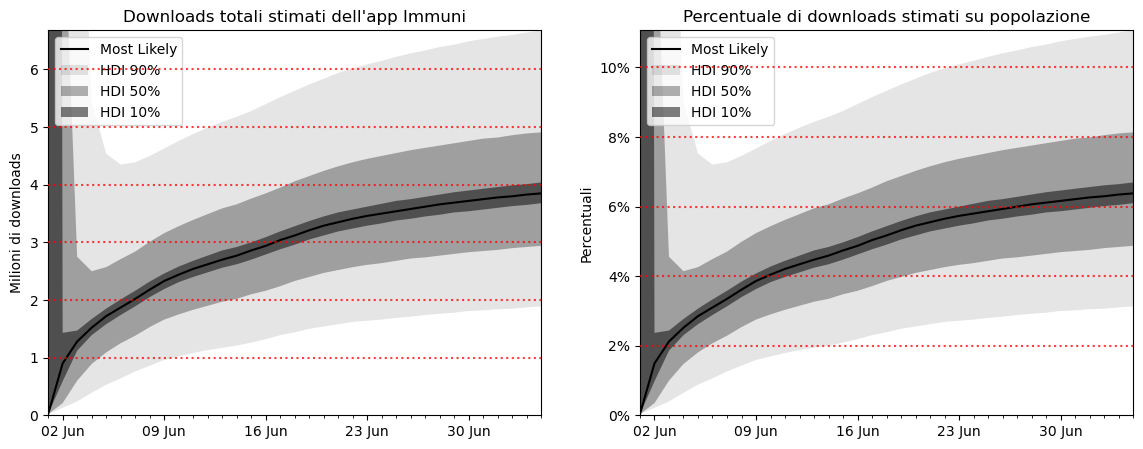 Downloads totali stimati dell'app Immuni
Milioni di downloads
6
5
4
3
2
1
0
Most Likely
HDI 90%
HDI 50%
HDI 10%
02 Jun
09 Jun
16 Jun
23 Jun
30 Jun
Percentuale di downloads stimati su popolazione
Percentuali
10%
8%
6%
4%
2%
0%
Most Likely
HDI 90%
HDI 50%
HDI 10%
02 Jun
09 Jun
16 Jun
23 Jun
30 Jun